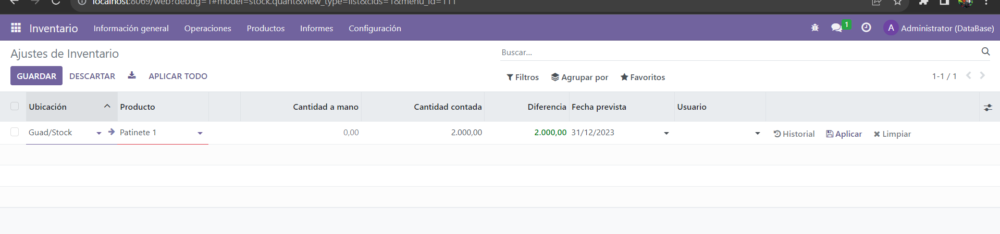 localhost:8069/web?debug=1#model=stock.quant&view_type=list&cids=1&menu_id=111
Inventario Información general Operaciones Productos Informes Configuración 1 A Administrator (DataBase)
Ajustes de Inventario
Buscar...
GUARDAR DESCARTAR APLICAR TODO
Filtros Agrupar por Favoritos 1-1 / 1
Ubicación Producto Cantidad a mano Cantidad contada Diferencia Fecha prevista Usuario
Guad/Stock Patinete 1 0,00 2.000,00 2.000,00 31/12/2023 Historial Aplicar Limpiar